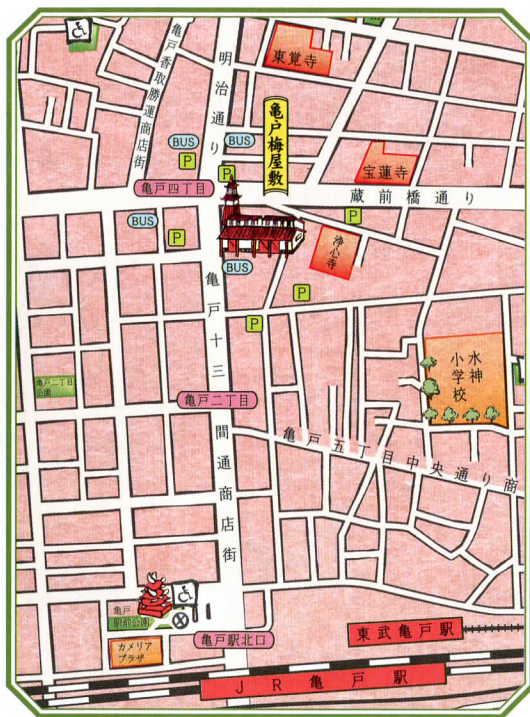 亀戸香取勝運商店街
明治通り
東覚寺
亀戸梅屋敷
BUS
BUS
P
P
宝蓮寺
亀戸四丁目
蔵前橋通り
BUS
P
P
浄心寺
BUS
P
P
亀戸十三間通商店街
亀戸二丁目公園
亀戸二丁目
水神小学校
亀戸五丁目中央通り商
亀戸駅前公園
亀戸駅北口
カメリアプラザ
東武亀戸駅
JR亀戸駅